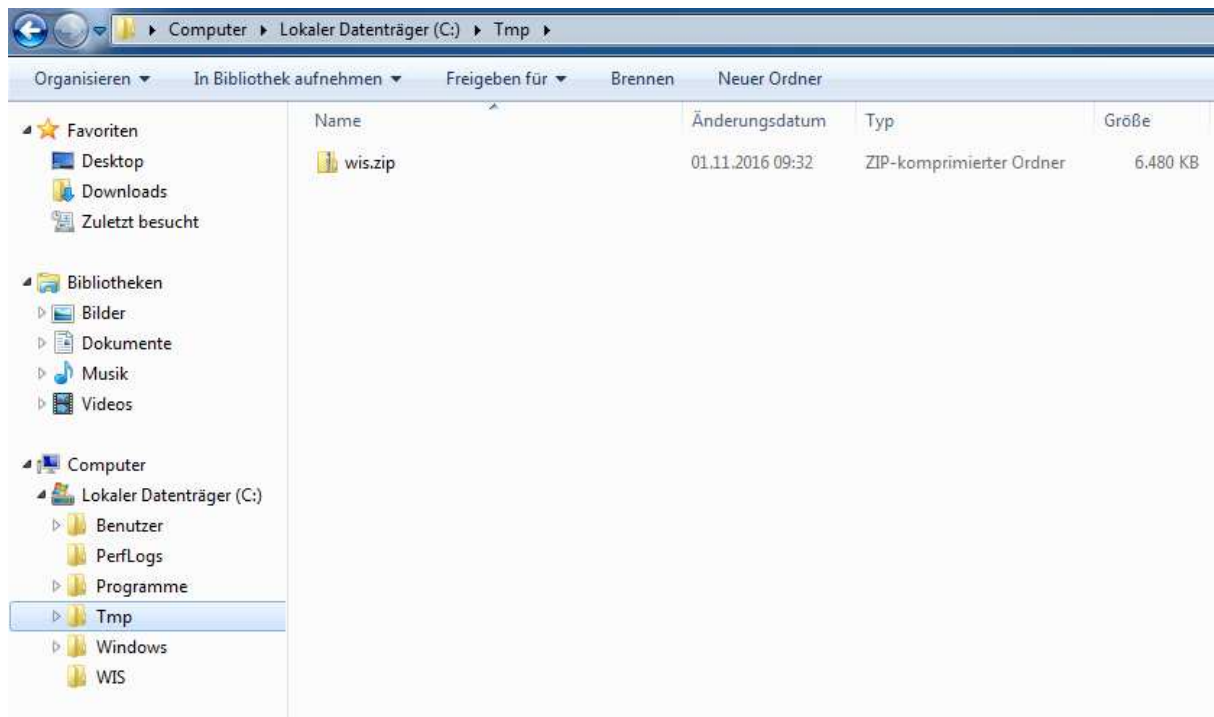 Computer Lokaler Datenträger (C:) Tmp
Organisieren In Bibliothek aufnehmen Freigeben für Brennen Neuer Ordner
Favoriten
Desktop
Downloads
Zuletzt besucht
Bibliotheken
Bilder
Dokumente
Musik
Videos
Computer
Lokaler Datenträger (C:)
Benutzer
PerfLogs
Programme
Tmp
Windows
WIS
Name Änderungsdatum Typ Größe
wis.zip 01.11.2016 09:32 ZIP-komprimierter Ordner 6.480 KB